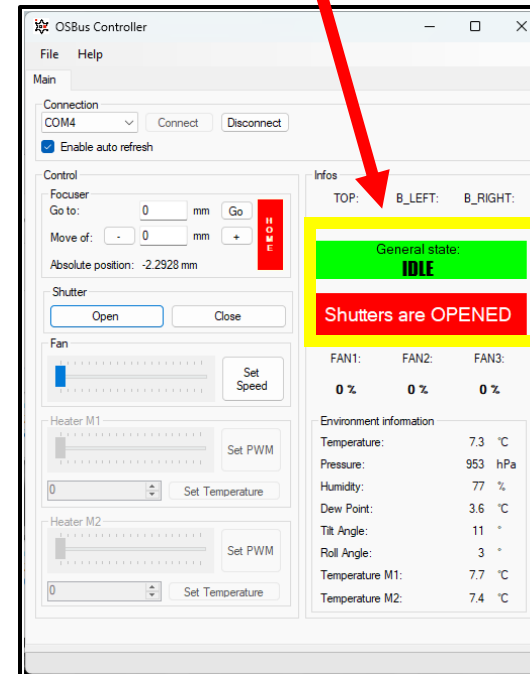 OSBus Controller
File Help
Main
Connection
COM4 Connect Disconnect
Enable auto refresh
Control
Focuser
Go to: 0 mm Go
Move of: - 0 mm +
HOME
Absolute position: -2.2928 mm
Shutter
Open Close
Fan
Set Speed
Heater M1
Set PWM
0 Set Temperature
Heater M2
Set PWM
0 Set Temperature
Infos
TOP: B_LEFT: B_RIGHT:
General state:
IDLE
Shutters are OPENED
FAN1: FAN2: FAN3:
0 % 0 % 0 %
Environment information
Temperature: 7.3 °C
Pressure: 953 hPa
Humidity: 77 %
Dew Point: 3.6 °C
Tilt Angle: 11 °
Roll Angle: 3 °
Temperature M1: 7.7 °C
Temperature M2: 7.4 °C